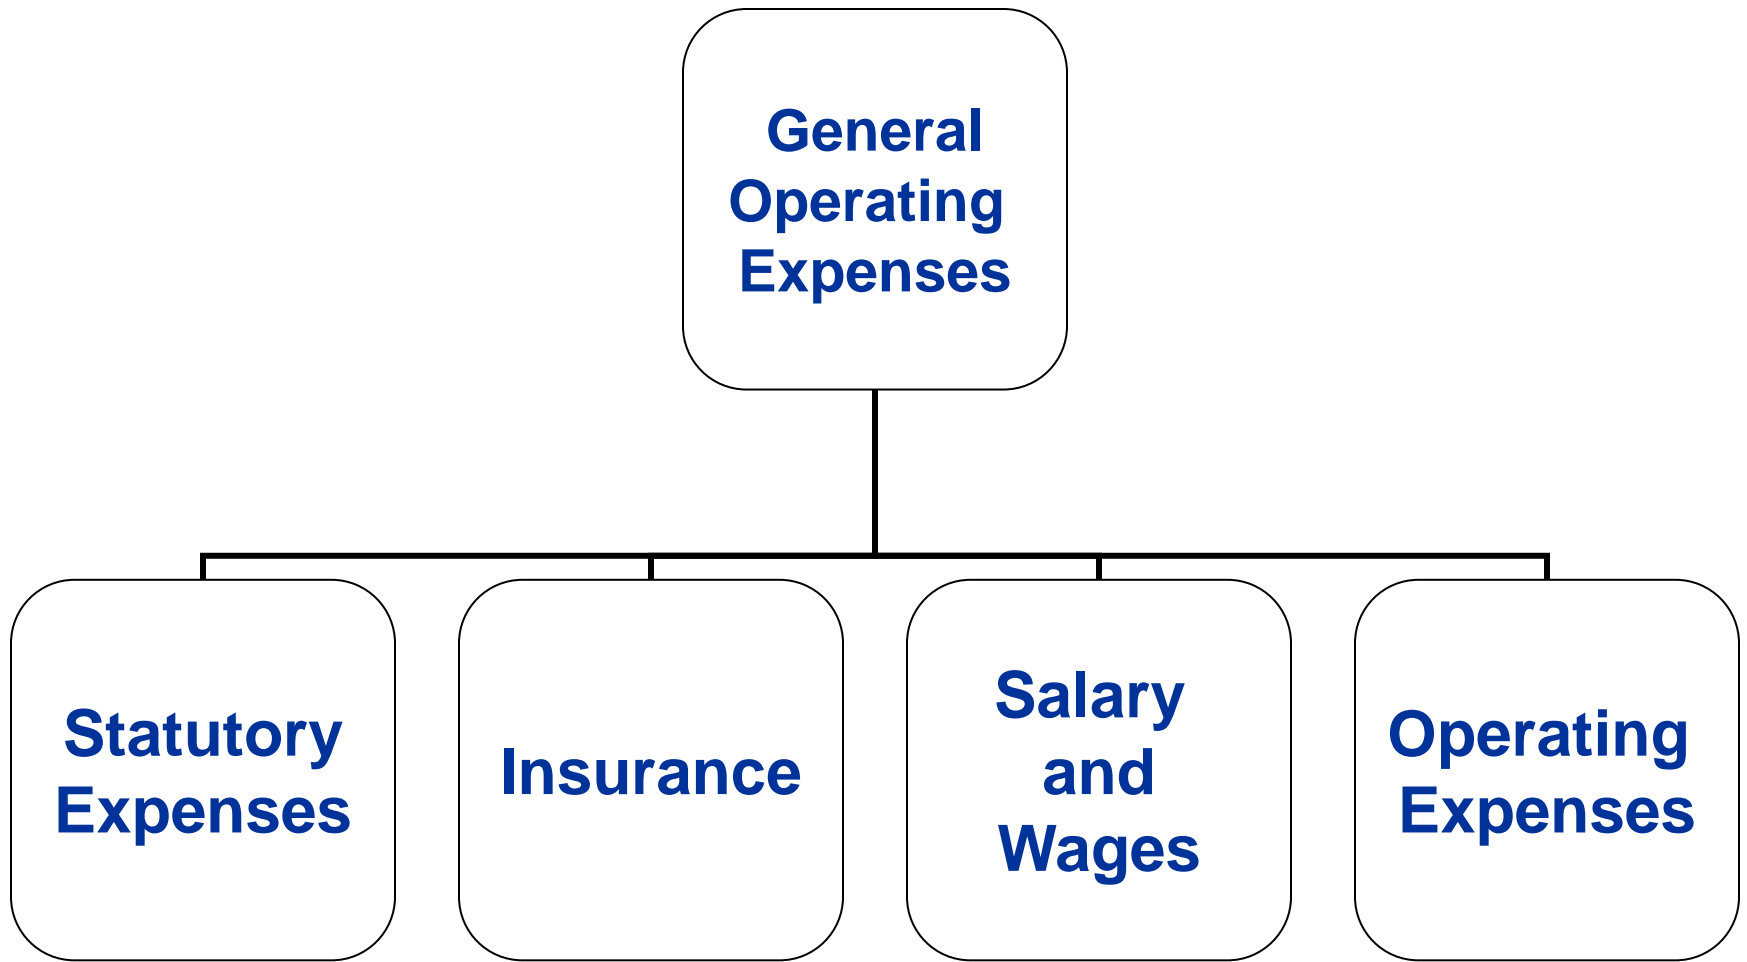 General
Operating
Expenses
Statutory
Expenses
Insurance
Salary
and
Wages
Operating
Expenses